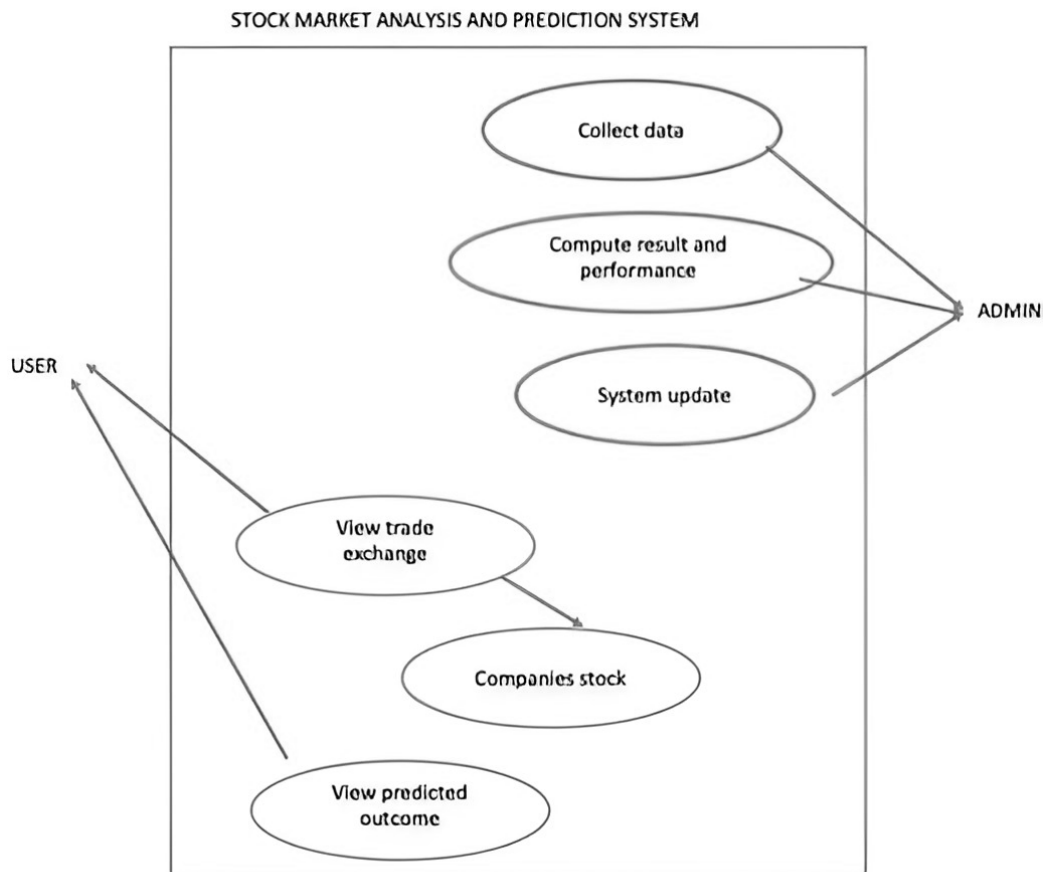 STOCK MARKET ANALYSIS AND PREDICTION SYSTEM
Collect data
Compute result and
performance
ADMIN
USER
System update
View trade
exchange
Companies stock
View predicted
outcome